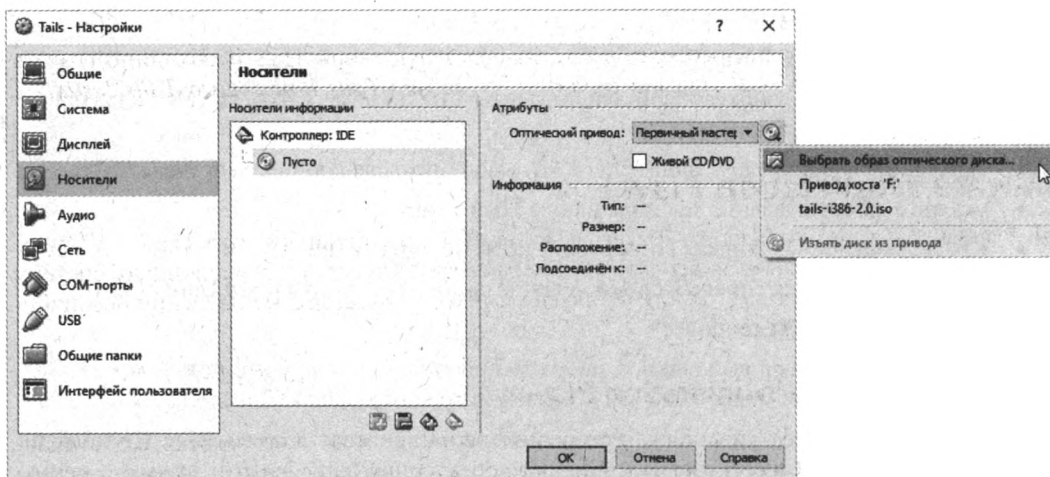 Tails - Настройки
? ×
Общие
Система
Дисплей
Носители
Аудио
Сеть
COM-порты
USB
Общие папки
Интерфейс пользователя
Носители
Носители информации
Контроллер: IDE
Пусто
Атрибуты
Оптический привод: Первичный мастер
Живой CD/DVD
Информация
Тип: --
Размер: --
Расположение: --
Подсоединён к: --
Выбрать образ оптического диска...
Привод хоста 'F:'
tails-i386-2.0.iso
Изъять диск из привода
OK
Отмена
Справка